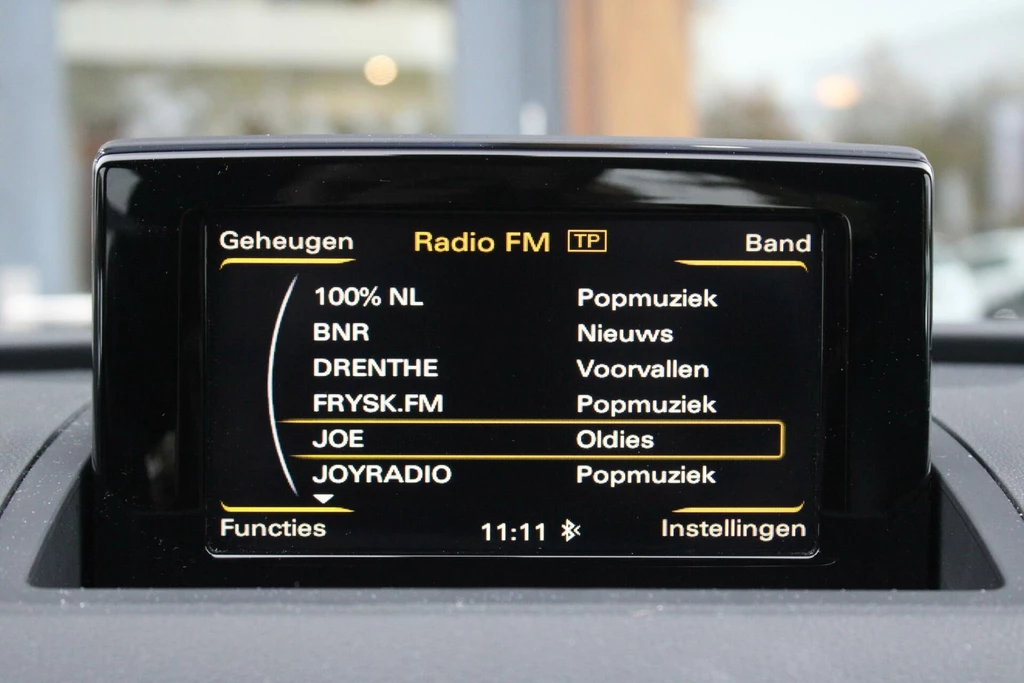 Geheugen Radio FM TP Band
100% NL Popmuziek
BNR Nieuws
DRENTHE Voorvallen
FRYSK.FM Popmuziek
JOE Oldies
JOYRADIO Popmuziek
Functies 11:11 Instellingen